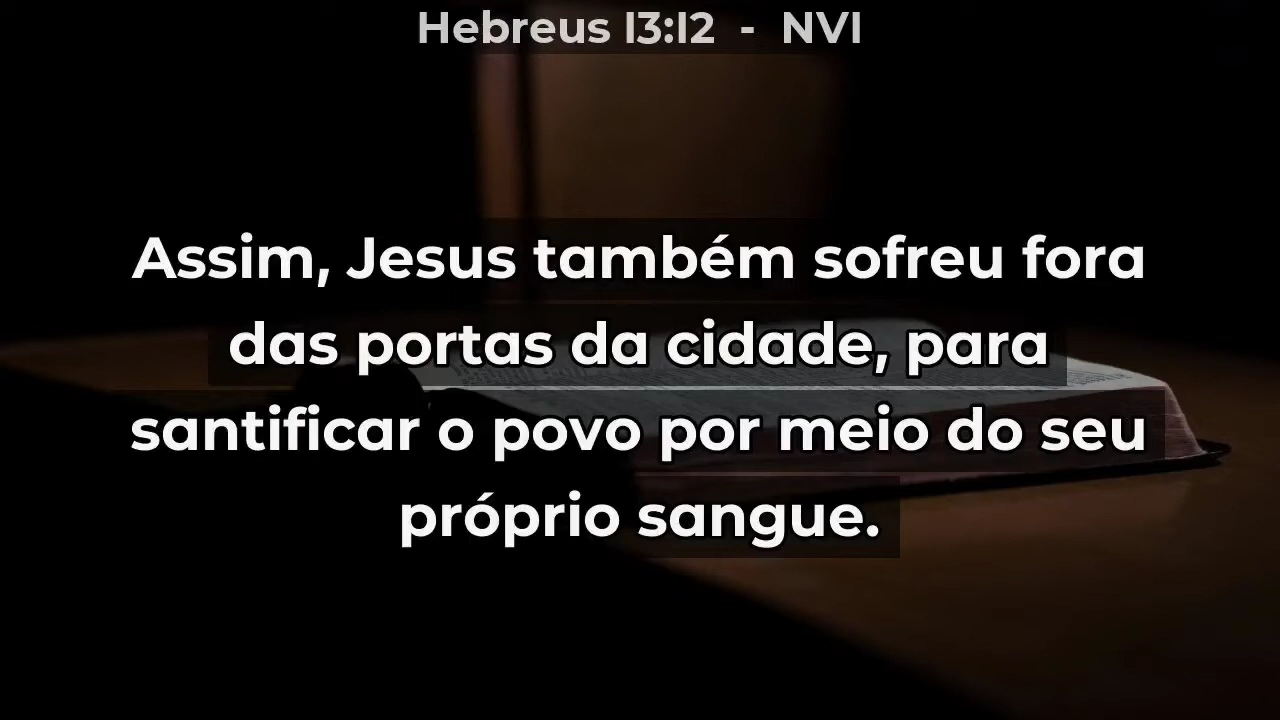 Hebreus 13:12 - NVI
Assim, Jesus também sofreu fora
das portas da cidade, para
santificar o povo por meio do seu
próprio sangue.